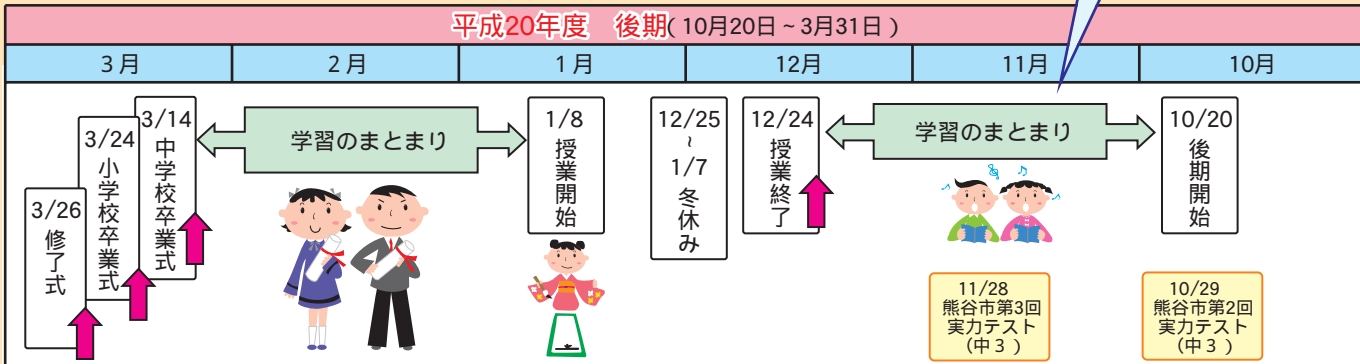 平成20年度 後期(10月20日~3月31日)
10月
11月
12月
1月
2月
3月
10/20
後期開始
学習のまとまり
12/24
授業終了
12/25
~
1/7
冬休み
1/8
授業開始
学習のまとまり
3/14
中学校卒業式
3/24
小学校卒業式
3/26
修了式
10/29
熊谷市第2回
実力テスト
(中3)
11/28
熊谷市第3回
実力テスト
(中3)